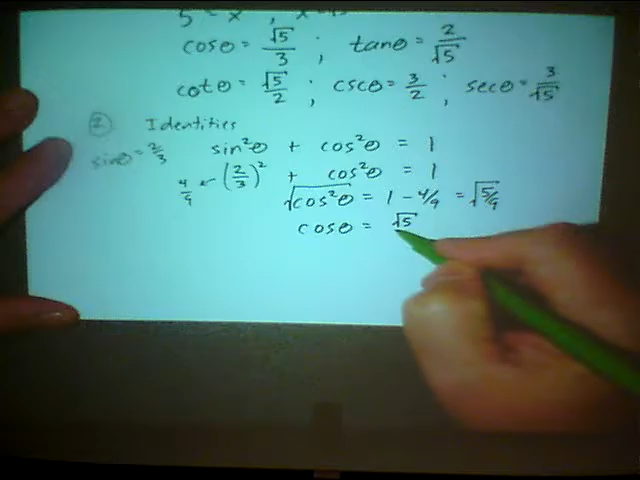 5 = x²,
cosθ = √5/3 ; tanθ = 2/√5
cotθ = √5/2 ; cscθ = 3/2 ; secθ = 3/√5
② Identities
sinθ = 2/3 sin²θ + cos²θ = 1
4/9 ← (2/3)² + cos²θ = 1
√cos²θ = 1 - 4/9 = √5/9
cosθ = √5